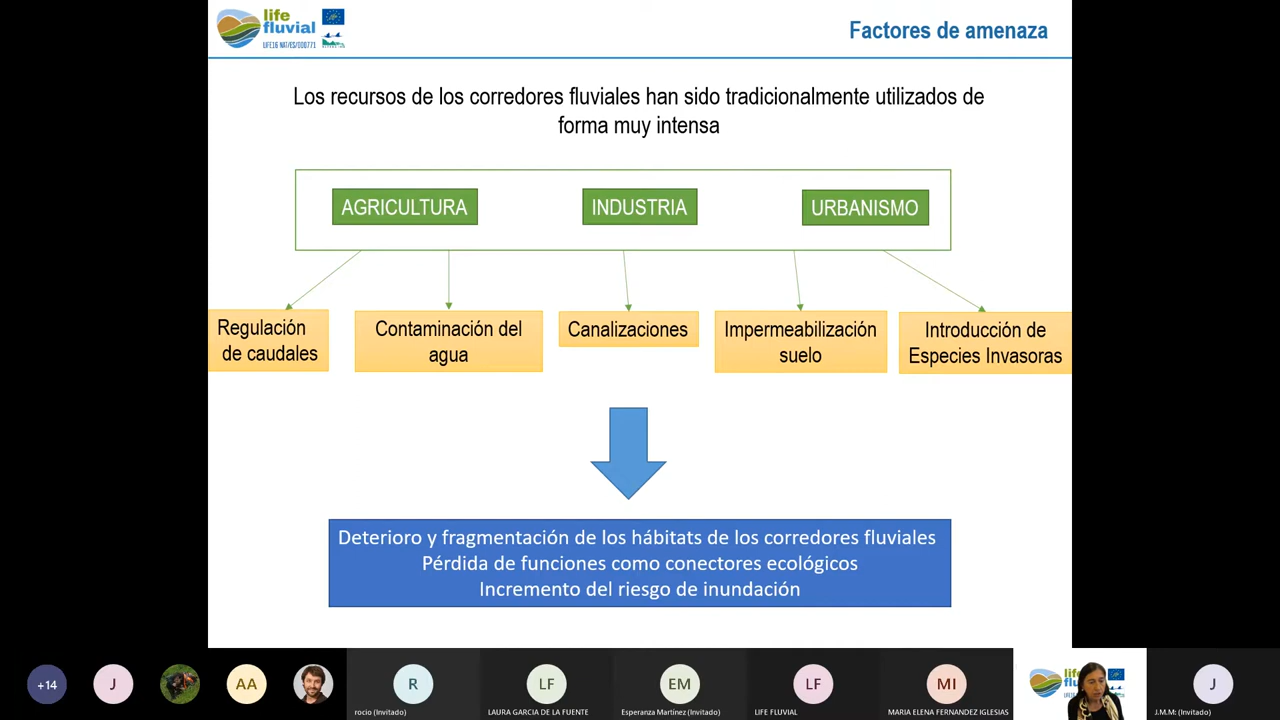 life
fluvial
LIFE16 NAT/ES/000771
Factores de amenaza
Los recursos de los corredores fluviales han sido tradicionalmente utilizados de
forma muy intensa
AGRICULTURA
INDUSTRIA
URBANISMO
Regulación
de caudales
Contaminación del
agua
Canalizaciones
Impermeabilización
suelo
Introducción de
Especies Invasoras
Deterioro y fragmentación de los hábitats de los corredores fluviales
Pérdida de funciones como conectores ecológicos
Incremento del riesgo de inundación
+14
J
AA
R
rocio (Invitado)
LF
LAURA GARCIA DE LA FUENTE
EM
Esperanza Martínez (Invitado)
LF
LIFE FLUVIAL
MI
MARIA ELENA FERNANDEZ IGLESIAS
life
fluvial
J
J.M.M: (Invitado)